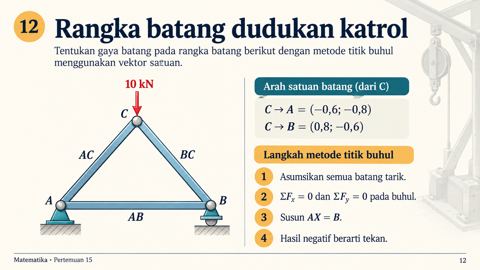 12 Rangka batang dudukan katrol
Tentukan gaya batang pada rangka batang berikut dengan metode titik buhul
menggunakan vektor satuan.
10 kN
C
AC
BC
A
B
AB
Arah satuan batang (dari C)
C → A = (−0,6; −0,8)
C → B = (0,8; −0,6)
Langkah metode titik buhul
1 Asumsikan semua batang tarik.
2 ΣFx = 0 dan ΣFy = 0 pada buhul.
3 Susun AX = B.
4 Hasil negatif berarti tekan.
Matematika • Pertemuan 15
12